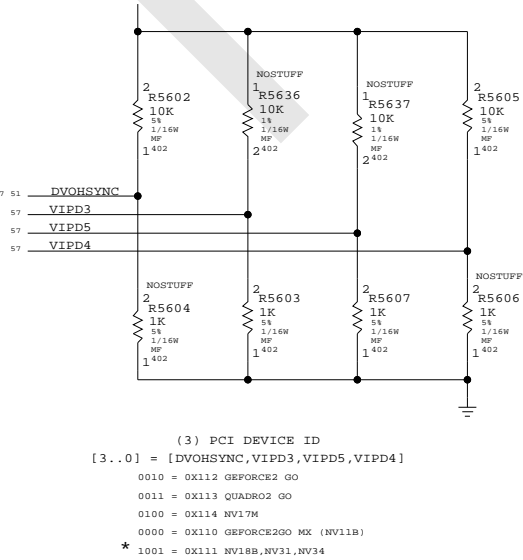 2
R5602
10K
5%
1/16W
MF
1 402
NOSTUFF
1
R5636
10K
1%
1/16W
MF
2 402
NOSTUFF
1
R5637
10K
1%
1/16W
MF
2 402
2
R5605
10K
5%
1/16W
MF
1 402
7 51 DVOHSYNC
57 VIPD3
57 VIPD5
57 VIPD4
NOSTUFF
2
R5604
1K
5%
1/16W
MF
1 402
2
R5603
1K
5%
1/16W
MF
1 402
2
R5607
1K
5%
1/16W
MF
1 402
NOSTUFF
2
R5606
1K
5%
1/16W
MF
1 402
(3) PCI DEVICE ID
[3..0] = [DVOHSYNC,VIPD3,VIPD5,VIPD4]
0010 = 0X112 GEFORCE2 GO
0011 = 0X113 QUADRO2 GO
0100 = 0X114 NV17M
0000 = 0X110 GEFORCE2GO MX (NV11B)
* 1001 = 0X111 NV18B,NV31,NV34